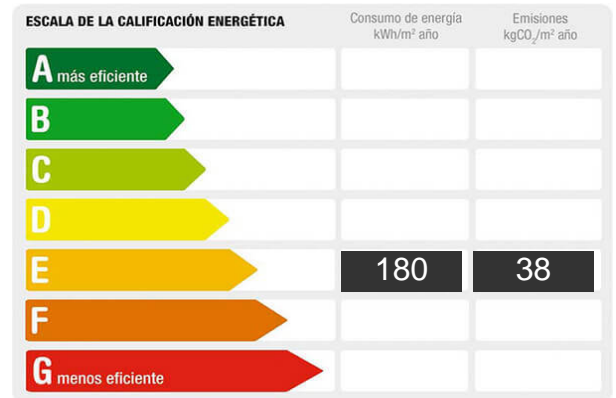 ESCALA DE LA CALIFICACIÓN ENERGÉTICA
Consumo de energía
kWh/m² año
Emisiones
kgCO₂/m² año
A más eficiente
B
C
D
E 180 38
F
G menos eficiente